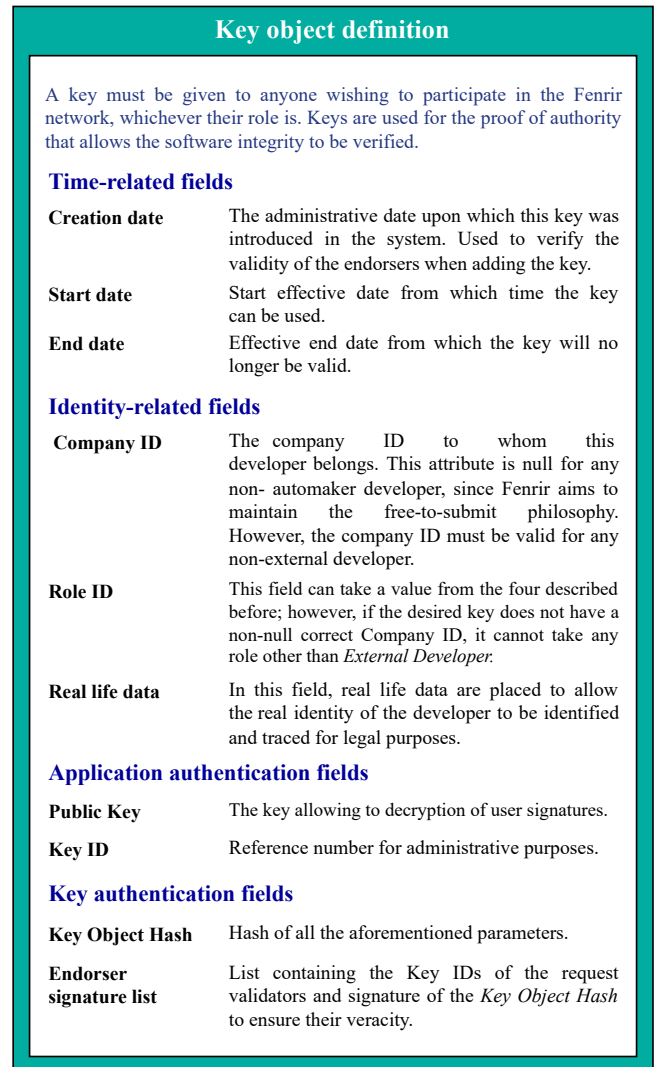 Key object definition
A key must be given to anyone wishing to participate in the Fenrir
network, whichever their role is. Keys are used for the proof of authority
that allows the software integrity to be verified.
Time-related fields
Creation date The administrative date upon which this key was
introduced in the system. Used to verify the
validity of the endorsers when adding the key.
Start date Start effective date from which time the key
can be used.
End date Effective end date from which the key will no
longer be valid.
Identity-related fields
Company ID The company ID to whom this
developer belongs. This attribute is null for any
non- automaker developer, since Fenrir aims to
maintain the free-to-submit philosophy.
However, the company ID must be valid for any
non-external developer.
Role ID This field can take a value from the four described
before; however, if the desired key does not have a
non-null correct Company ID, it cannot take any
role other than External Developer.
Real life data In this field, real life data are placed to allow
the real identity of the developer to be identified
and traced for legal purposes.
Application authentication fields
Public Key The key allowing to decryption of user signatures.
Key ID Reference number for administrative purposes.
Key authentication fields
Key Object Hash Hash of all the aforementioned parameters.
Endorser List containing the Key IDs of the request
signature list validators and signature of the Key Object Hash
to ensure their veracity.